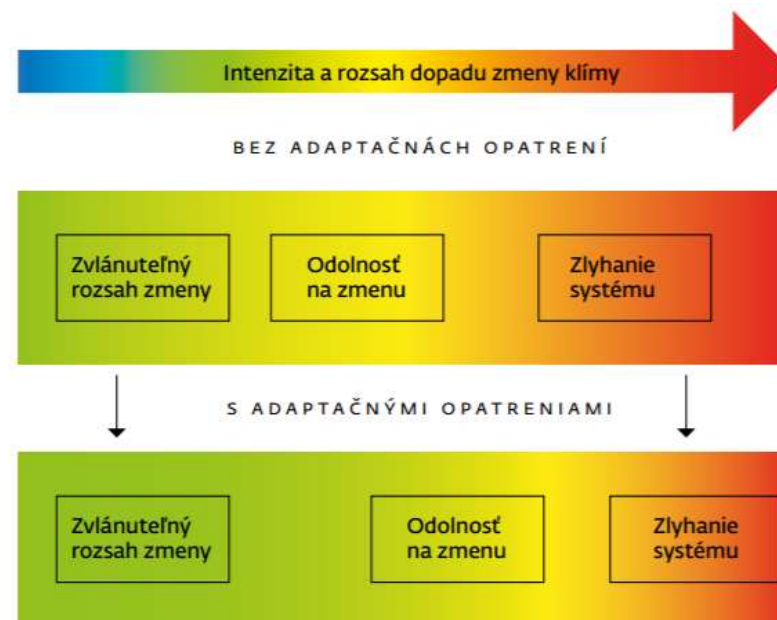 Intenzita a rozsah dopadu zmeny klímy
BEZ ADAPTAČNÁCH OPATRENÍ
Zvlánuteľný
rozsah zmeny
Odolnosť
na zmenu
Zlyhanie
systému
S ADAPTAČNÝMI OPATRENIAMI
Zvlánuteľný
rozsah zmeny
Odolnosť
na zmenu
Zlyhanie
systému